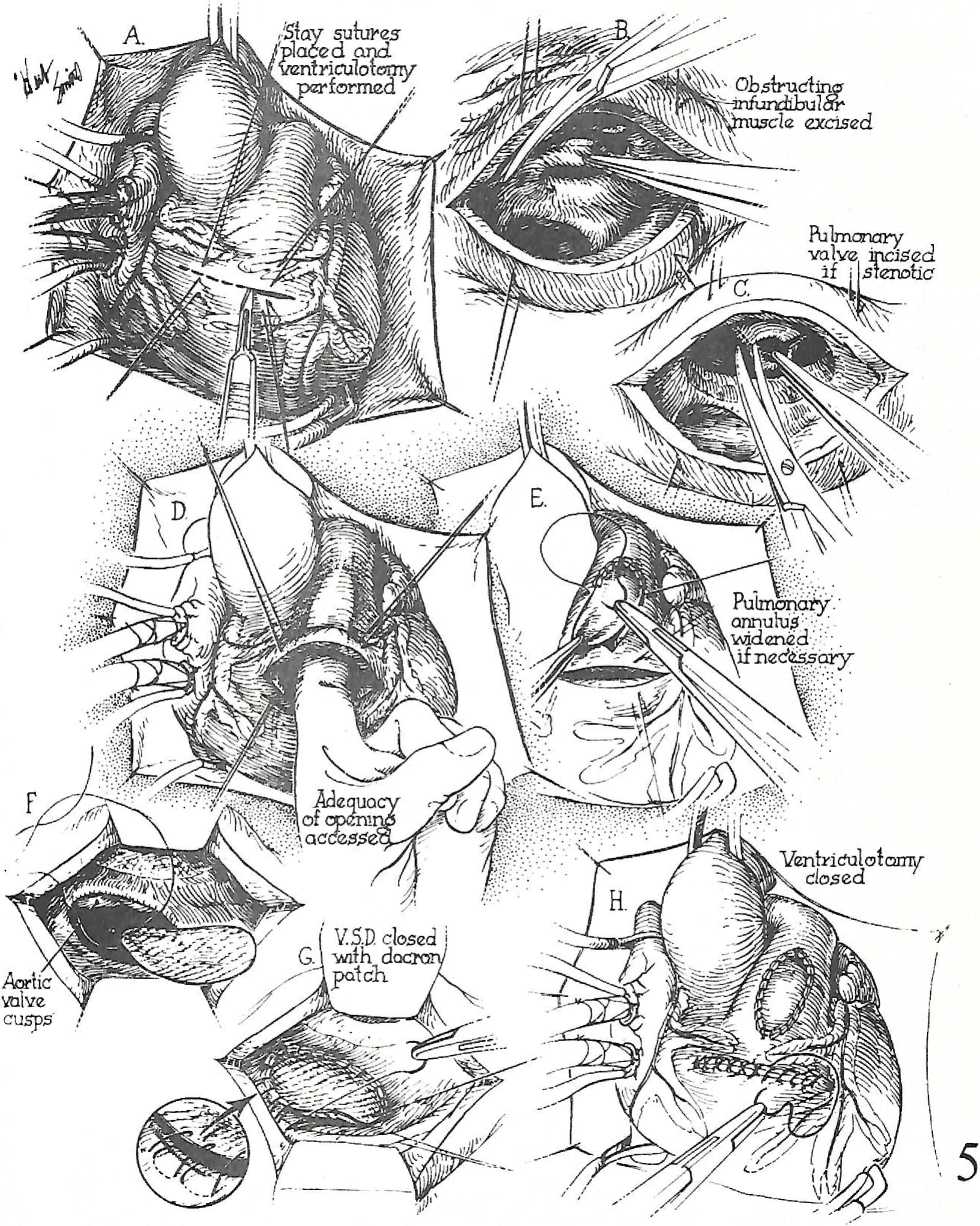 A.
Stay sutures
placed and
ventriculotomy
performed
B.
Obstructing
infundibular
muscle excised
Pulmonary
valve incised
if stenotic
C.
D.
E.
Pulmonary
annutus
widened
if necessary
Adequacy
of opening
accessed
F
Aortic
valve
cusps
G.
V.S.D. closed
with dacron
patch
H.
Ventriculotomy
closed
5